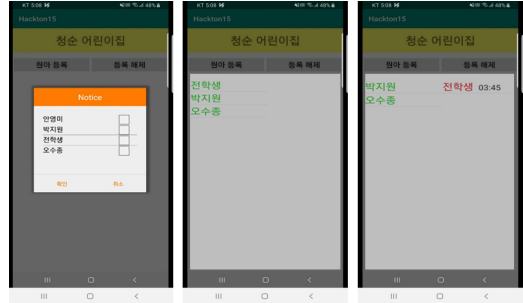 KT 5:08
48%
Hackton15
청순 어린이집
원아 등록 등록 해제
Notice
안영미
박지원
전학생
오수종
확인 취소
KT 5:08
48%
Hackton15
청순 어린이집
원아 등록 등록 해제
전학생
박지원
오수종
KT 5:08
48%
Hackton15
청순 어린이집
원아 등록 등록 해제
박지원 전학생 03:45
오수종